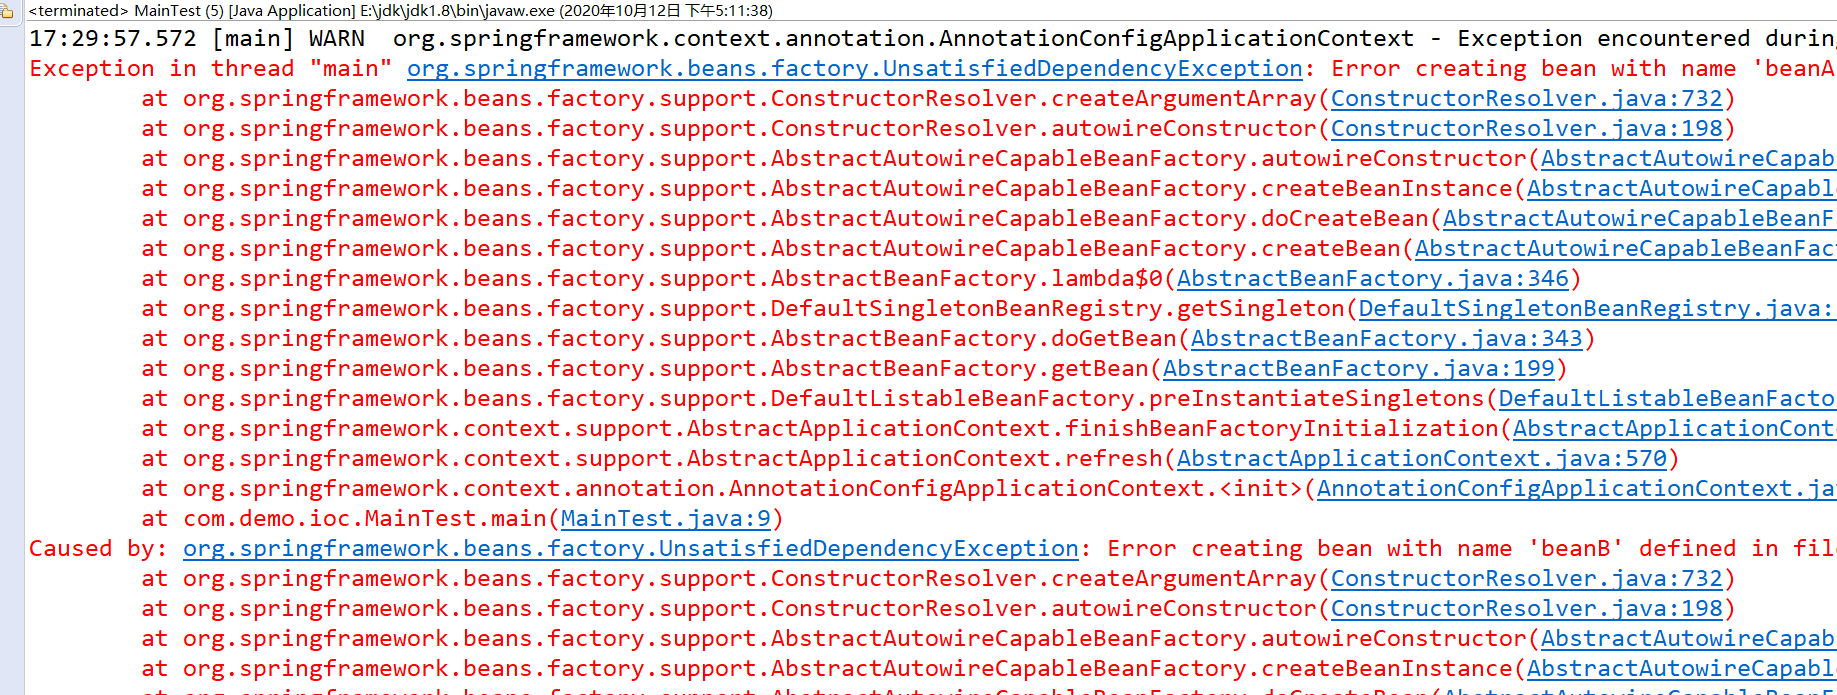 <terminated> MainTest (5) [Java Application] E:\jdk\jdk1.8\bin\javaw.exe (2020年10月12日 下午5:11:38)
17:29:57.572 [main] WARN  org.springframework.context.annotation.AnnotationConfigApplicationContext - Exception encountered during
Exception in thread "main" org.springframework.beans.factory.UnsatisfiedDependencyException: Error creating bean with name 'beanA
at org.springframework.beans.factory.support.ConstructorResolver.createArgumentArray(ConstructorResolver.java:732)
at org.springframework.beans.factory.support.ConstructorResolver.autowireConstructor(ConstructorResolver.java:198)
at org.springframework.beans.factory.support.AbstractAutowireCapableBeanFactory.autowireConstructor(AbstractAutowireCapab
at org.springframework.beans.factory.support.AbstractAutowireCapableBeanFactory.createBeanInstance(AbstractAutowireCapabl
at org.springframework.beans.factory.support.AbstractAutowireCapableBeanFactory.doCreateBean(AbstractAutowireCapableBeanF
at org.springframework.beans.factory.support.AbstractAutowireCapableBeanFactory.createBean(AbstractAutowireCapableBeanFac
at org.springframework.beans.factory.support.AbstractBeanFactory.lambda$0(AbstractBeanFactory.java:346)
at org.springframework.beans.factory.support.DefaultSingletonBeanRegistry.getSingleton(DefaultSingletonBeanRegistry.java:
at org.springframework.beans.factory.support.AbstractBeanFactory.doGetBean(AbstractBeanFactory.java:343)
at org.springframework.beans.factory.support.AbstractBeanFactory.getBean(AbstractBeanFactory.java:199)
at org.springframework.beans.factory.support.DefaultListableBeanFactory.preInstantiateSingletons(DefaultListableBeanFacto
at org.springframework.context.support.AbstractApplicationContext.finishBeanFactoryInitialization(AbstractApplicationCont
at org.springframework.context.support.AbstractApplicationContext.refresh(AbstractApplicationContext.java:570)
at org.springframework.context.annotation.AnnotationConfigApplicationContext.<init>(AnnotationConfigApplicationContext.ja
at com.demo.ioc.MainTest.main(MainTest.java:9)
Caused by: org.springframework.beans.factory.UnsatisfiedDependencyException: Error creating bean with name 'beanB' defined in file
at org.springframework.beans.factory.support.ConstructorResolver.createArgumentArray(ConstructorResolver.java:732)
at org.springframework.beans.factory.support.ConstructorResolver.autowireConstructor(ConstructorResolver.java:198)
at org.springframework.beans.factory.support.AbstractAutowireCapableBeanFactory.autowireConstructor(AbstractAutowireCapab
at org.springframework.beans.factory.support.AbstractAutowireCapableBeanFactory.createBeanInstance(AbstractAutowireCapabl